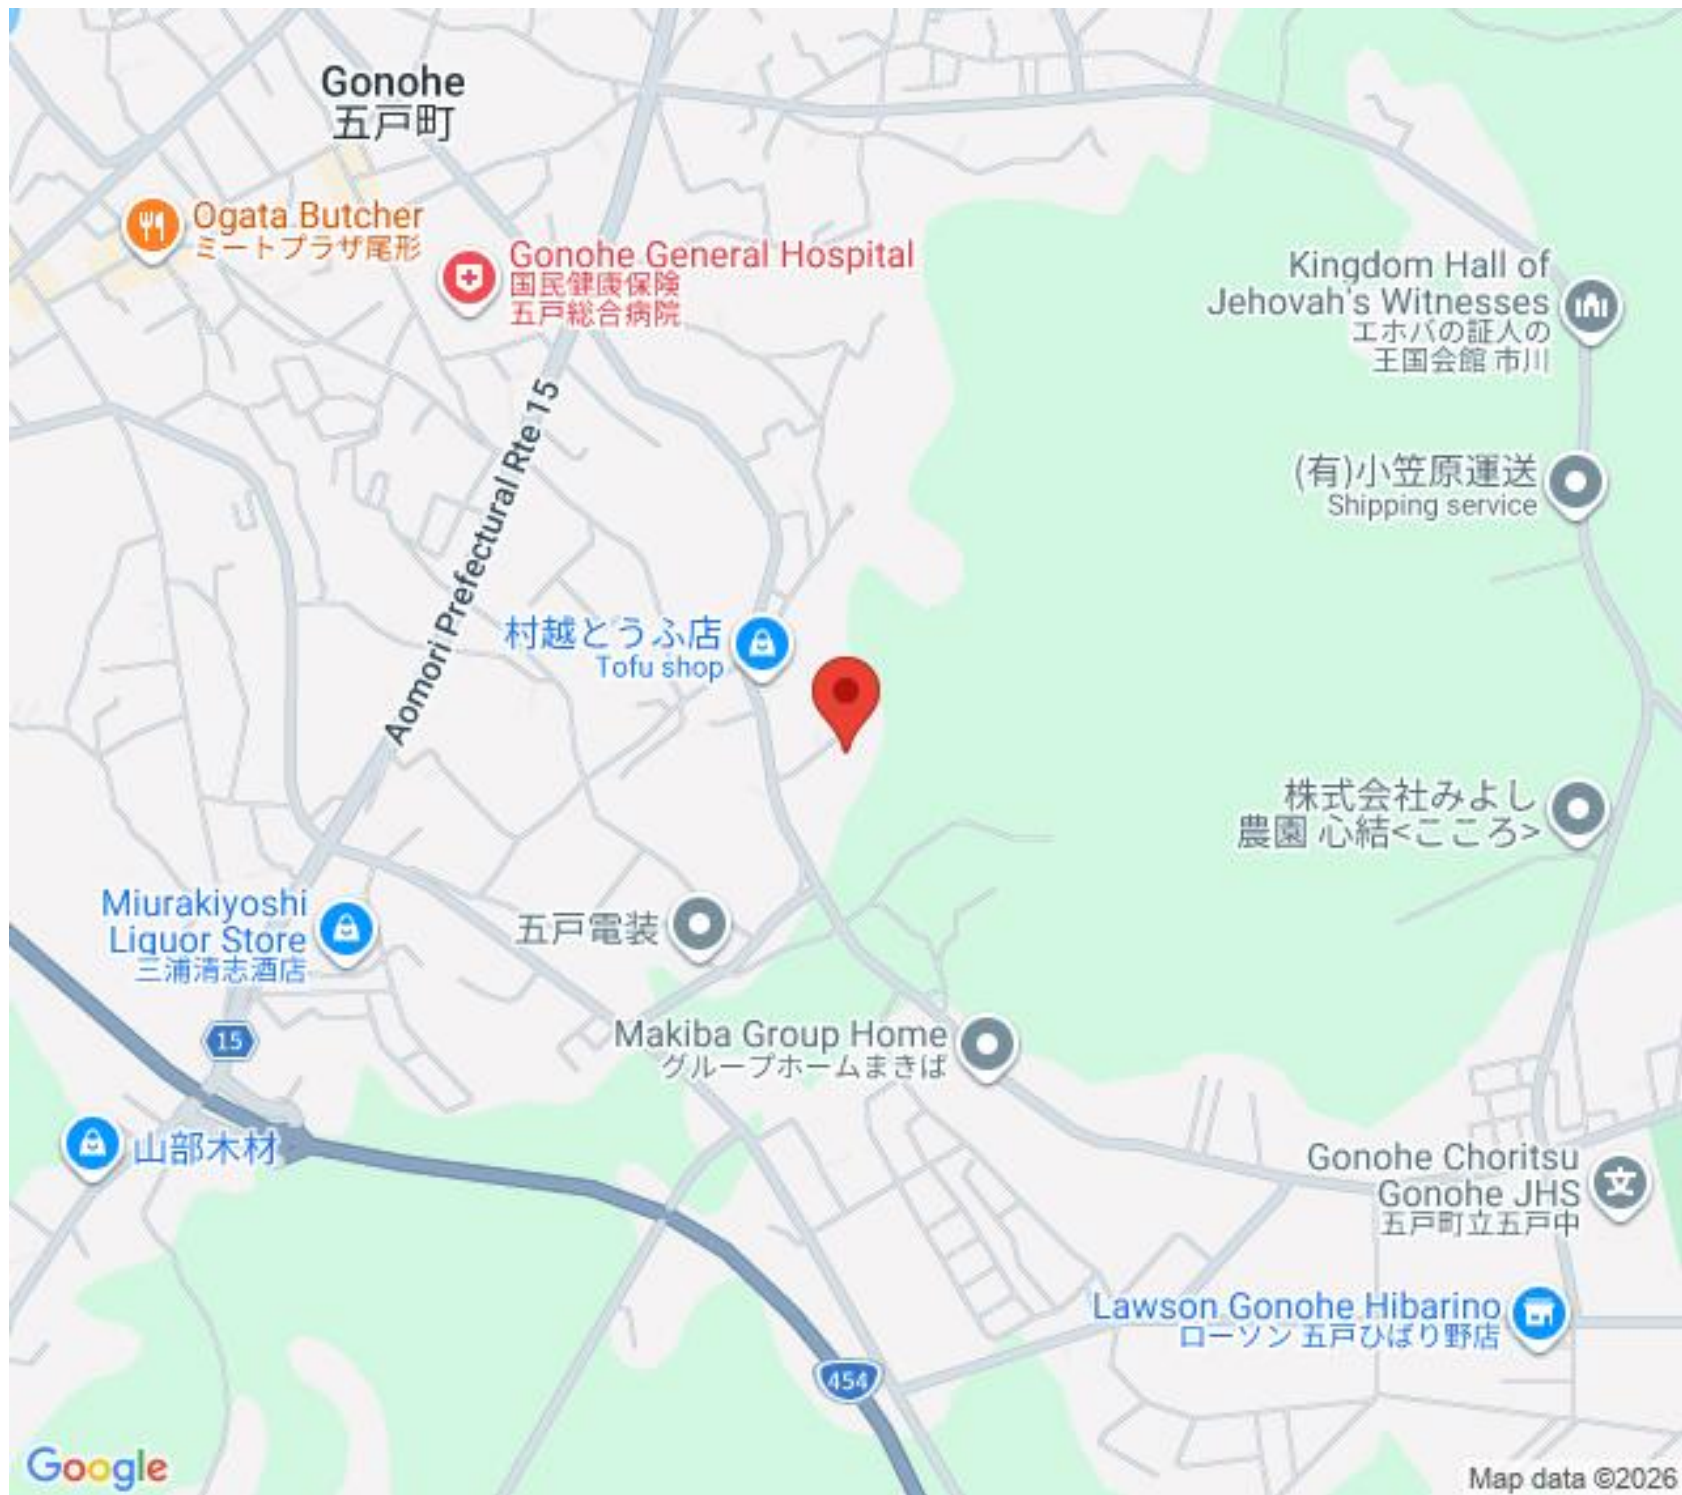 Gonohe
五戸町
Ogata Butcher
ミートプラザ尾形
Gonohe General Hospital
国民健康保険
五戸総合病院
Kingdom Hall of
Jehovah's Witnesses
エホバの証人の
王国会館 市川
Aomori Prefectural Rte 15
(有)小笠原運送
Shipping service
村越とうふ店
Tofu shop
株式会社みよし
農園 心結<こころ>
Miurakiyoshi
Liquor Store
三浦清志酒店
五戸電装
15
Makiba Group Home
グループホームまきば
山部木材
Gonohe Choritsu
Gonohe JHS
五戸町立五戸中
文
Lawson Gonohe Hibarino
ローソン 五戸ひばり野店
454
Google
Map data ©2026